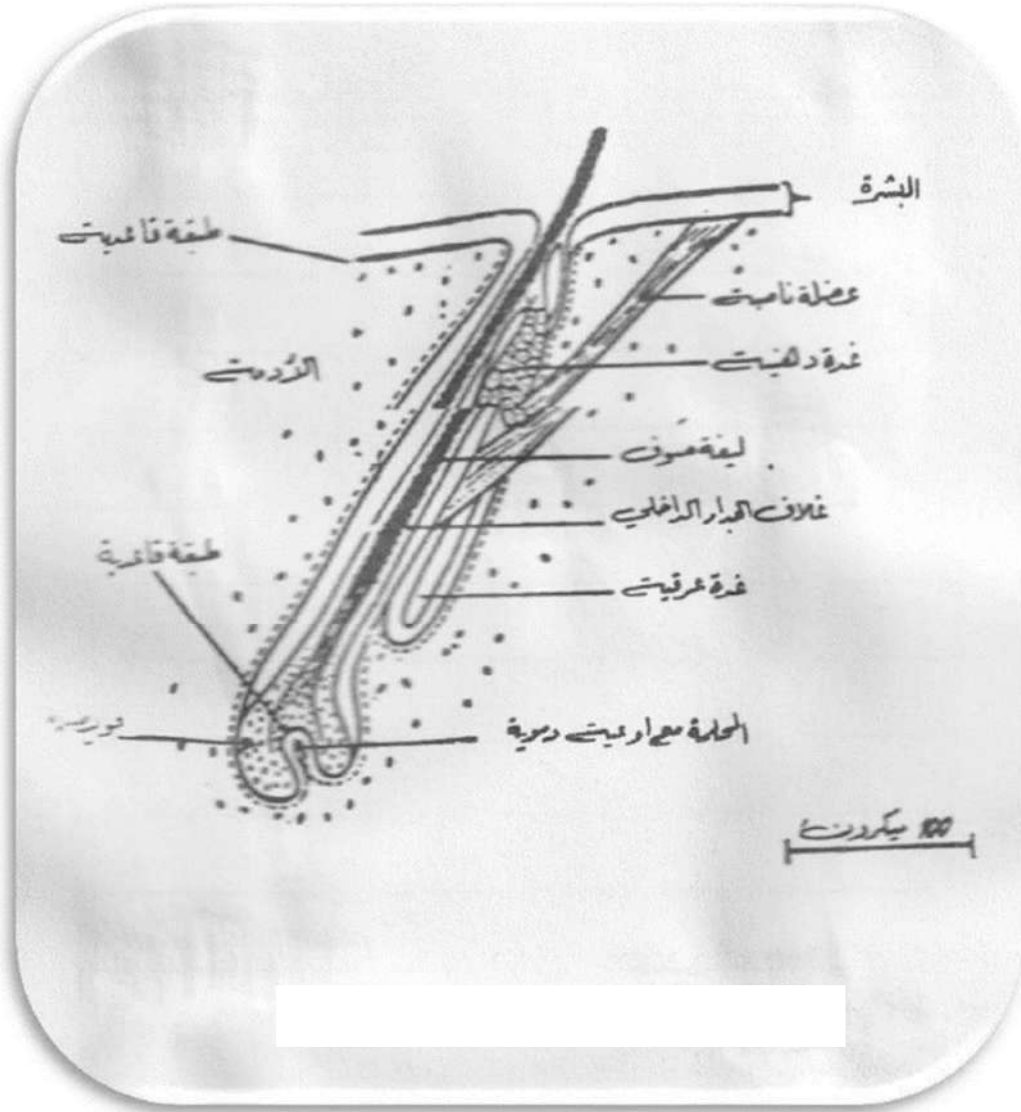 البشرة
طبقة قاعدية
عضلة ناصبة
غدة دهنية
الأدمة
ليفة صوف
غلاف الجدار الداخلي
طبقة قاعدية
غدة عرقية
الحلمة مع اوعية دموية
100 ميكرون